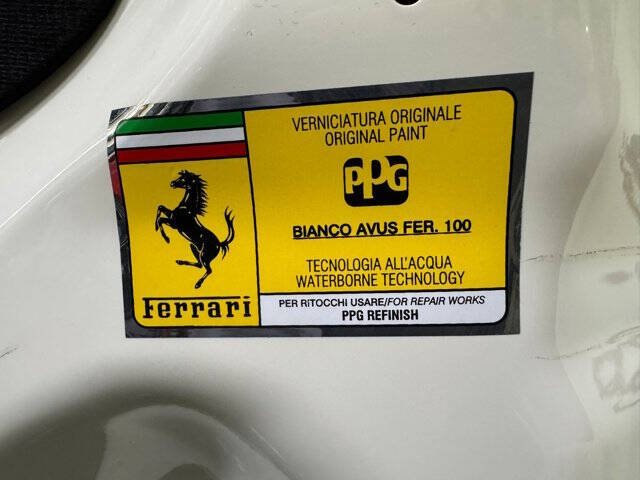 VERNICIATURA ORIGINALE
ORIGINAL PAINT
PPG
BIANCO AVUS FER. 100
TECNOLOGIA ALL'ACQUA
WATERBORNE TECHNOLOGY
Ferrari
PER RITOCCHI USARE/FOR REPAIR WORKS
PPG REFINISH